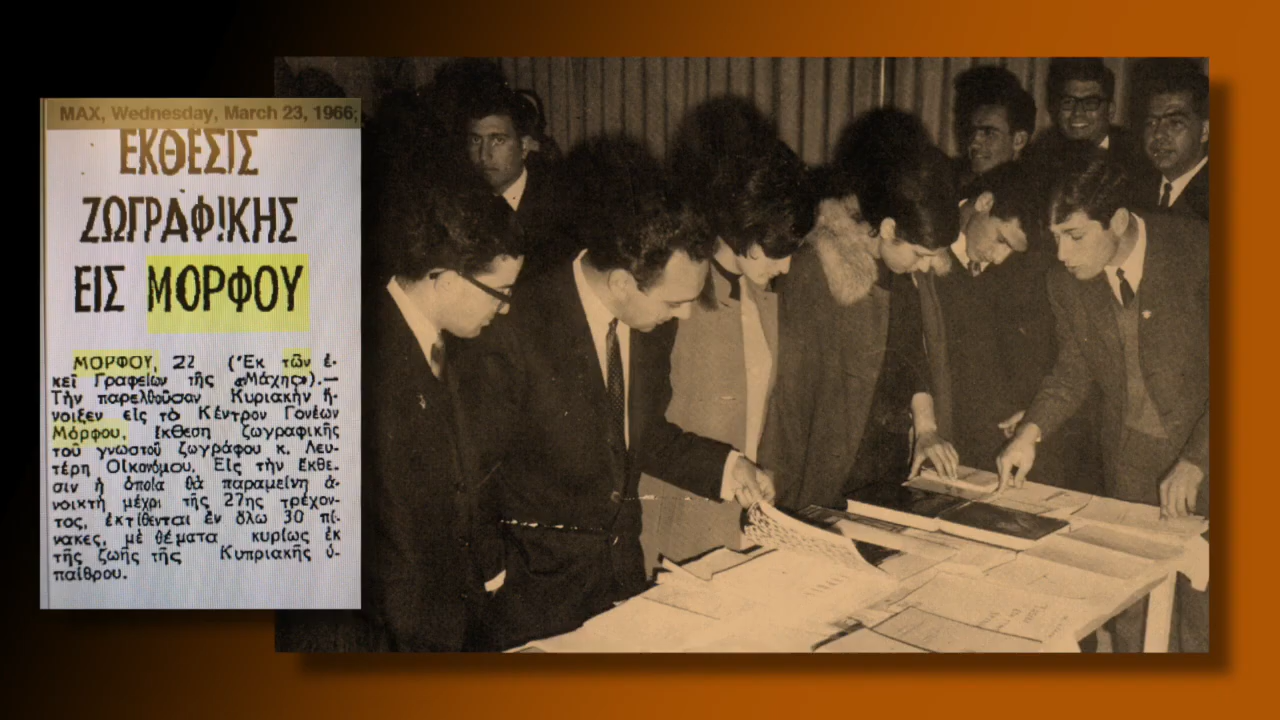 MAX, Wednesday, March 23, 1966;
ΕΚΘΕΣΙΣ
ΖΩΓΡΑΦΙΚΗΣ
ΕΙΣ ΜΟΡΦΟΥ
ΜΟΡΦΟΥ, 22 (Ἐκ τῶν ἐ-
κεῖ Γραφείων τῆς «Μάχης»).—
Τὴν παρελθοῦσαν Κυριακὴν ἤ-
νοιξεν εἰς τὸ Κέντρον Γονέων
Μόρφου, ἔκθεση ζωγραφικῆς
τοῦ γνωστοῦ ζωγράφου κ. Λευ-
τέρη Οἰκονόμου. Εἰς τὴν ἔκθε-
σιν ἡ ὁποία θὰ παραμείνη ἀ-
νοικτὴ μέχρι τῆς 27ης τρέχον-
τος, ἐκτίθενται ἐν ὅλω 30 πί-
νακες, μὲ θέματα κυρίως ἐκ
τῆς ζωῆς τῆς Κυπριακῆς ὑ-
παίθρου.